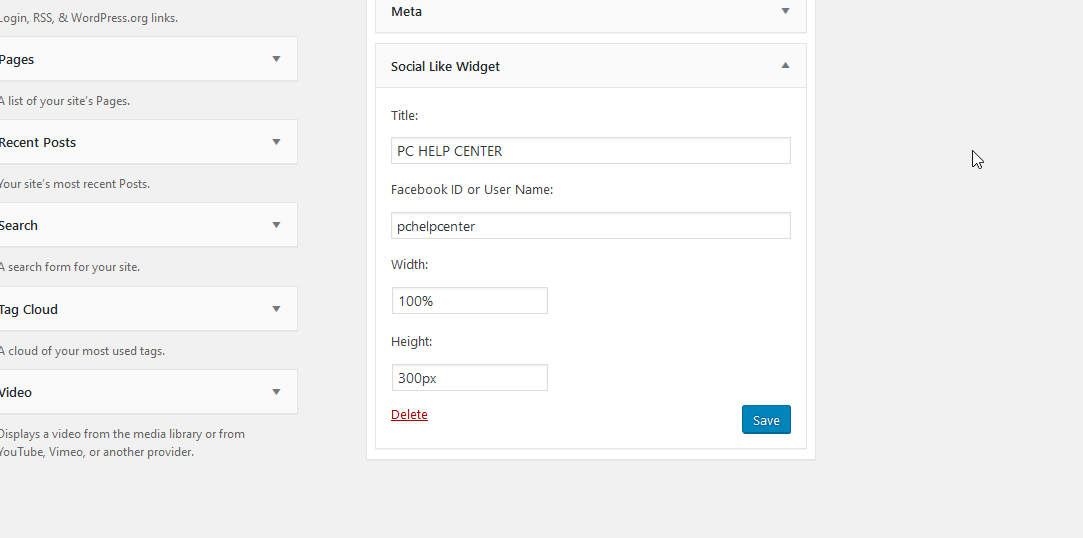 Login, RSS, & WordPress.org links.
Pages
A list of your site's Pages.
Recent Posts
Your site's most recent Posts.
Search
A search form for your site.
Tag Cloud
A cloud of your most used tags.
Video
Displays a video from the media library or from
YouTube, Vimeo, or another provider.
Meta
Social Like Widget
Title:
PC HELP CENTER
Facebook ID or User Name:
pchelpcenter
Width:
100%
Height:
300px
Delete
Save